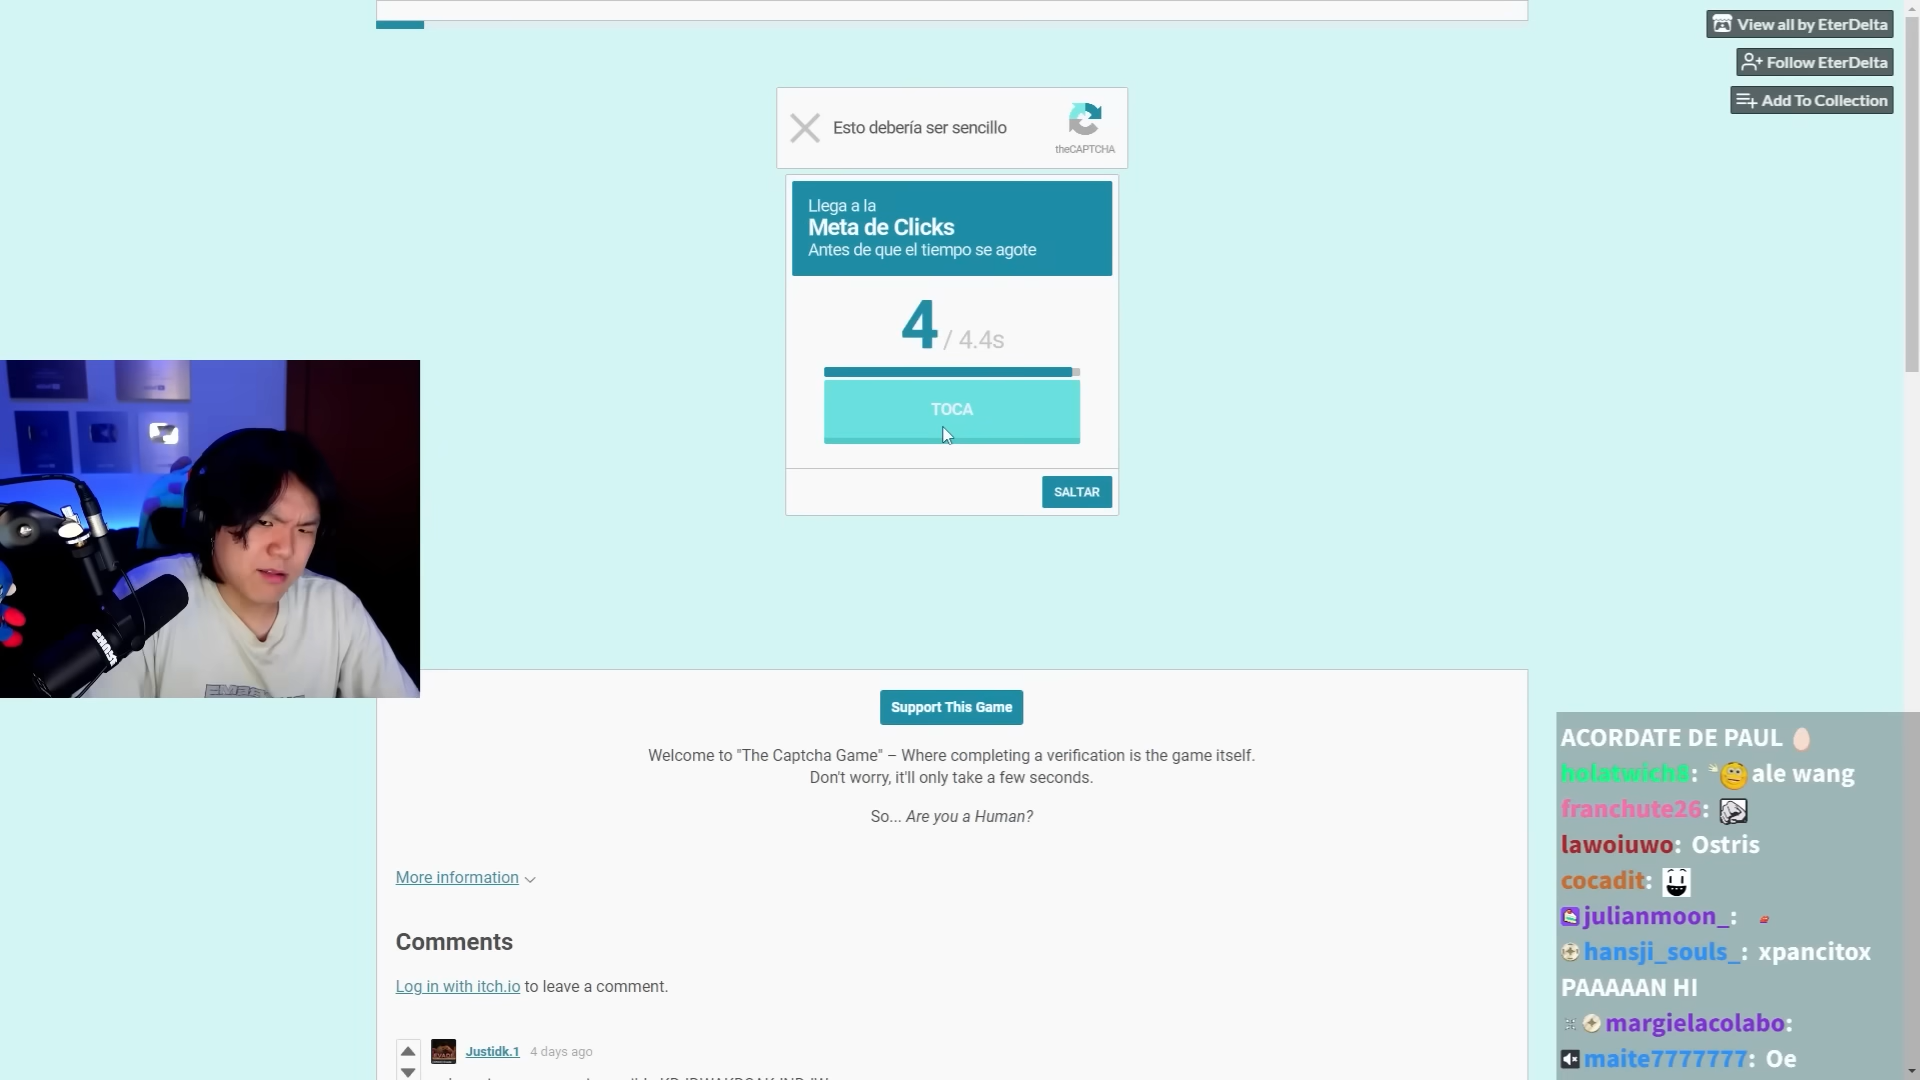 View all by EterDelta
Follow EterDelta
Add To Collection
Esto debería ser sencillo
theCAPTCHA
Llega a la
Meta de Clicks
Antes de que el tiempo se agote
4 / 4.4s
TOCA
SALTAR
Support This Game
Welcome to "The Captcha Game" – Where completing a verification is the game itself.
Don't worry, it'll only take a few seconds.
So... Are you a Human?
More information
Comments
Log in with itch.io to leave a comment.
Justidk.1 4 days ago
ACORDATE DE PAUL
holatwich8: ale wang
franchute26:
lawoiuwo: Ostris
cocadit:
julianmoon_:
hansji_souls_: xpancitox
PAAAAAN HI
margielacolabo:
maite7777777: Oe